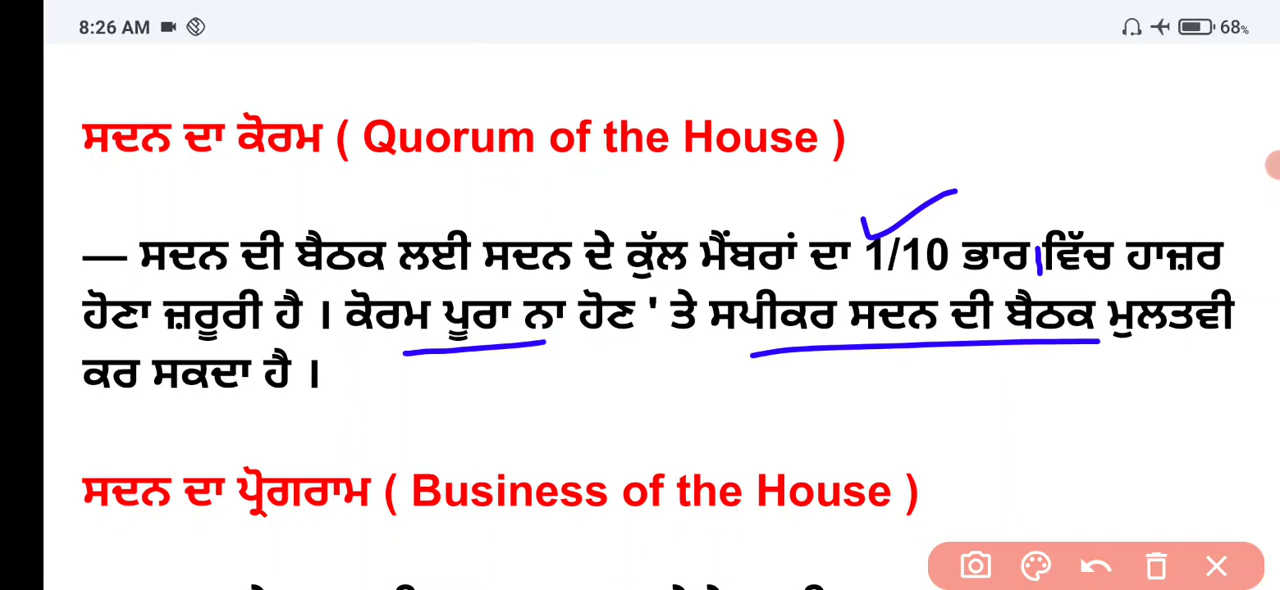 8:26 AM 68%
ਸਦਨ ਦਾ ਕੋਰਮ ( Quorum of the House )
— ਸਦਨ ਦੀ ਬੈਠਕ ਲਈ ਸਦਨ ਦੇ ਕੁੱਲ ਮੈਂਬਰਾਂ ਦਾ 1/10 ਭਾਰ ਵਿੱਚ ਹਾਜ਼ਰ
ਹੋਣਾ ਜ਼ਰੂਰੀ ਹੈ । ਕੋਰਮ ਪੂਰਾ ਨਾ ਹੋਣ ' ਤੇ ਸਪੀਕਰ ਸਦਨ ਦੀ ਬੈਠਕ ਮੁਲਤਵੀ
ਕਰ ਸਕਦਾ ਹੈ ।
ਸਦਨ ਦਾ ਪ੍ਰੋਗਰਾਮ ( Business of the House )